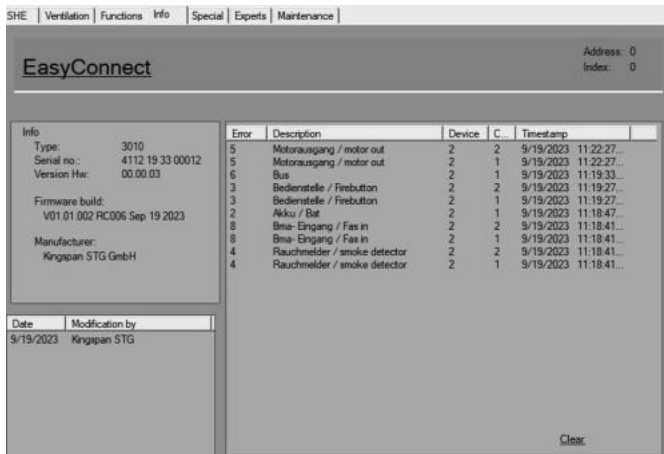 SHE Ventilation Functions Info Special Experts Maintenance
EasyConnect
Address: 0
Index: 0
Info
Type: 3010
Serial no.: 4112 19 33 00012
Version Hw: 00.00.03
Firmware build:
V01.01.002 RC006 Sep 19 2023
Manufacturer:
Kingspan STG GmbH
Date Modification by
9/19/2023 Kingspan STG
Error Description Device C... Timestamp
5 Motorausgang / motor out 2 2 9/19/2023 11:22:27...
5 Motorausgang / motor out 2 1 9/19/2023 11:22:27...
6 Bus 2 1 9/19/2023 11:19:33...
3 Bedienstelle / Firebutton 2 2 9/19/2023 11:19:27...
3 Bedienstelle / Firebutton 2 1 9/19/2023 11:19:27...
2 Akku / Bat 2 1 9/19/2023 11:18:47...
8 Bma- Eingang / Fas in 2 2 9/19/2023 11:18:41...
8 Bma- Eingang / Fas in 2 1 9/19/2023 11:18:41...
4 Rauchmelder / smoke detector 2 2 9/19/2023 11:18:41...
4 Rauchmelder / smoke detector 2 1 9/19/2023 11:18:41...
Clear